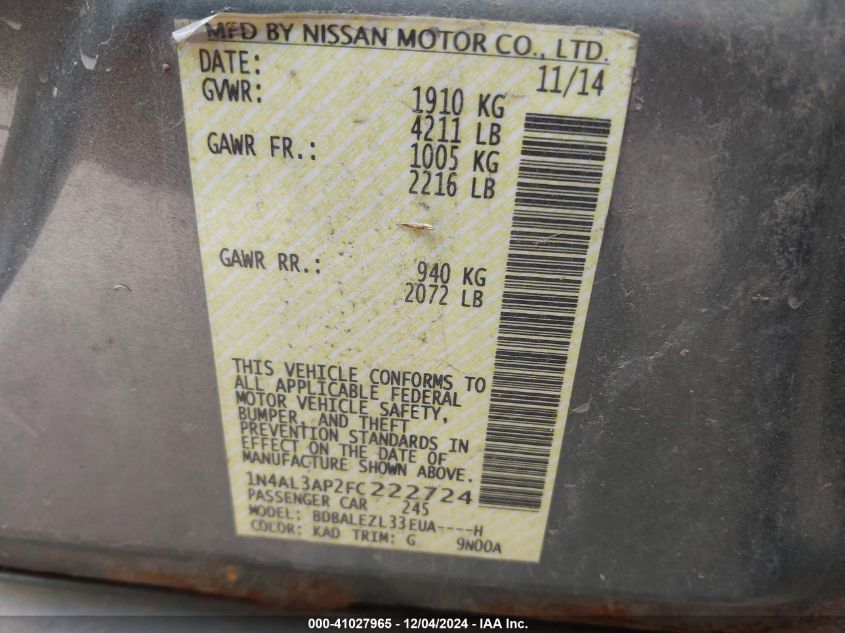 MFD BY NISSAN MOTOR CO., LTD.
DATE: 11/14
GVWR: 1910 KG
4211 LB
GAWR FR.: 1005 KG
2216 LB
GAWR RR.: 940 KG
2072 LB
THIS VEHICLE CONFORMS TO
ALL APPLICABLE FEDERAL
MOTOR VEHICLE SAFETY,
BUMPER, AND THEFT
PREVENTION STANDARDS IN
EFFECT ON THE DATE OF
MANUFACTURE SHOWN ABOVE.
1N4AL3AP2FC222724
PASSENGER CAR 245
MODEL: BDBALEZL33EUA----H
COLOR: KAD TRIM: G 9N00A
000-41027965 - 12/04/2024 - IAA Inc.